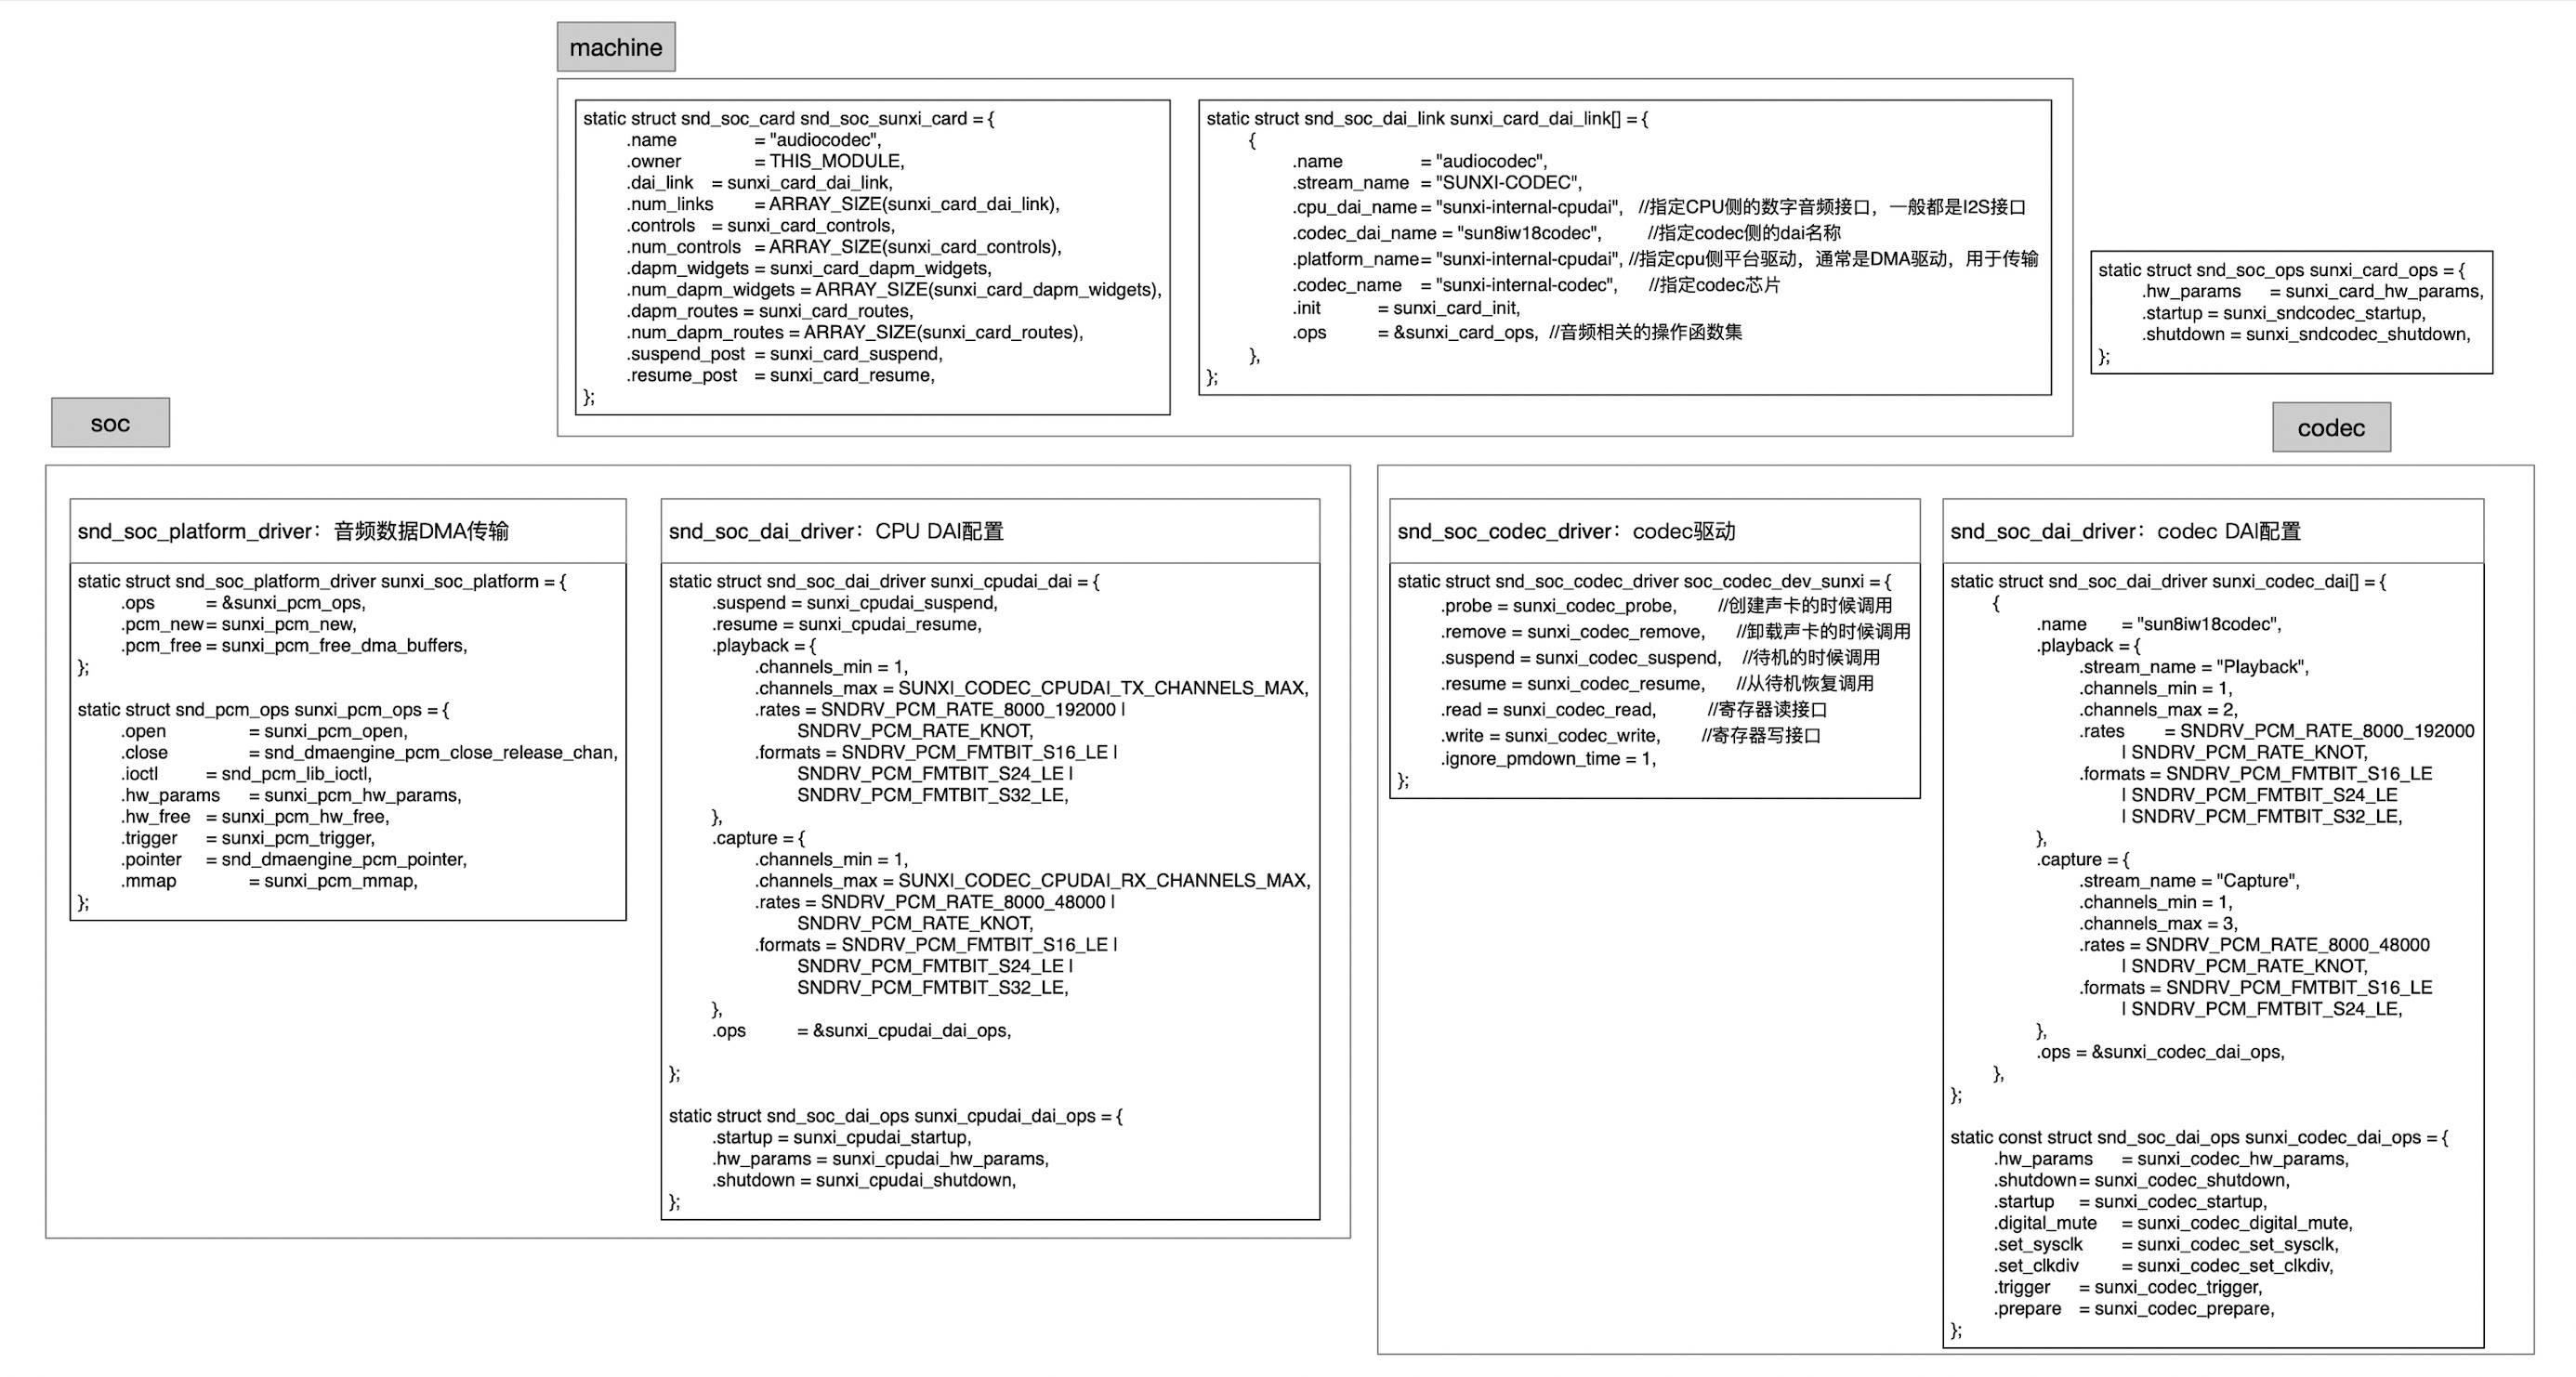 machine
static struct snd_soc_card snd_soc_sunxi_card = {
.name = "audiocodec",
.owner = THIS_MODULE,
.dai_link = sunxi_card_dai_link,
.num_links = ARRAY_SIZE(sunxi_card_dai_link),
.controls = sunxi_card_controls,
.num_controls = ARRAY_SIZE(sunxi_card_controls),
.dapm_widgets = sunxi_card_dapm_widgets,
.num_dapm_widgets = ARRAY_SIZE(sunxi_card_dapm_widgets),
.dapm_routes = sunxi_card_routes,
.num_dapm_routes = ARRAY_SIZE(sunxi_card_routes),
.suspend_post = sunxi_card_suspend,
.resume_post = sunxi_card_resume,
};
static struct snd_soc_dai_link sunxi_card_dai_link[] = {
{
.name = "audiocodec",
.stream_name = "SUNXI-CODEC",
.cpu_dai_name = "sunxi-internal-cpudai", //指定CPU侧的数字音频接口，一般都是I2S接口
.codec_dai_name = "sun8iw18codec", //指定codec侧的dai名称
.platform_name= "sunxi-internal-cpudai", //指定cpu侧平台驱动，通常是DMA驱动，用于传输
.codec_name = "sunxi-internal-codec", //指定codec芯片
.init = sunxi_card_init,
.ops = &sunxi_card_ops, //音频相关的操作函数集
},
};
static struct snd_soc_ops sunxi_card_ops = {
.hw_params = sunxi_card_hw_params,
.startup = sunxi_sndcodec_startup,
.shutdown = sunxi_sndcodec_shutdown,
};
soc
snd_soc_platform_driver：音频数据DMA传输
static struct snd_soc_platform_driver sunxi_soc_platform = {
.ops = &sunxi_pcm_ops,
.pcm_new= sunxi_pcm_new,
.pcm_free = sunxi_pcm_free_dma_buffers,
};
static struct snd_pcm_ops sunxi_pcm_ops = {
.open = sunxi_pcm_open,
.close = snd_dmaengine_pcm_close_release_chan,
.ioctl = snd_pcm_lib_ioctl,
.hw_params = sunxi_pcm_hw_params,
.hw_free = sunxi_pcm_hw_free,
.trigger = sunxi_pcm_trigger,
.pointer = snd_dmaengine_pcm_pointer,
.mmap = sunxi_pcm_mmap,
};
snd_soc_dai_driver：CPU DAI配置
static struct snd_soc_dai_driver sunxi_cpudai_dai = {
.suspend = sunxi_cpudai_suspend,
.resume = sunxi_cpudai_resume,
.playback = {
.channels_min = 1,
.channels_max = SUNXI_CODEC_CPUDAI_TX_CHANNELS_MAX,
.rates = SNDRV_PCM_RATE_8000_192000 |
SNDRV_PCM_RATE_KNOT,
.formats = SNDRV_PCM_FMTBIT_S16_LE |
SNDRV_PCM_FMTBIT_S24_LE |
SNDRV_PCM_FMTBIT_S32_LE,
},
.capture = {
.channels_min = 1,
.channels_max = SUNXI_CODEC_CPUDAI_RX_CHANNELS_MAX,
.rates = SNDRV_PCM_RATE_8000_48000 |
SNDRV_PCM_RATE_KNOT,
.formats = SNDRV_PCM_FMTBIT_S16_LE |
SNDRV_PCM_FMTBIT_S24_LE |
SNDRV_PCM_FMTBIT_S32_LE,
},
.ops = &sunxi_cpudai_dai_ops,
};
static struct snd_soc_dai_ops sunxi_cpudai_dai_ops = {
.startup = sunxi_cpudai_startup,
.hw_params = sunxi_cpudai_hw_params,
.shutdown = sunxi_cpudai_shutdown,
};
codec
snd_soc_codec_driver：codec驱动
static struct snd_soc_codec_driver soc_codec_dev_sunxi = {
.probe = sunxi_codec_probe, //创建声卡的时候调用
.remove = sunxi_codec_remove, //卸载声卡的时候调用
.suspend = sunxi_codec_suspend, //待机的时候调用
.resume = sunxi_codec_resume, //从待机恢复调用
.read = sunxi_codec_read, //寄存器读接口
.write = sunxi_codec_write, //寄存器写接口
.ignore_pmdown_time = 1,
};
snd_soc_dai_driver：codec DAI配置
static struct snd_soc_dai_driver sunxi_codec_dai[] = {
{
.name = "sun8iw18codec",
.playback = {
.stream_name = "Playback",
.channels_min = 1,
.channels_max = 2,
.rates = SNDRV_PCM_RATE_8000_192000
| SNDRV_PCM_RATE_KNOT,
.formats = SNDRV_PCM_FMTBIT_S16_LE
| SNDRV_PCM_FMTBIT_S24_LE
| SNDRV_PCM_FMTBIT_S32_LE,
},
.capture = {
.stream_name = "Capture",
.channels_min = 1,
.channels_max = 3,
.rates = SNDRV_PCM_RATE_8000_48000
| SNDRV_PCM_RATE_KNOT,
.formats = SNDRV_PCM_FMTBIT_S16_LE
| SNDRV_PCM_FMTBIT_S24_LE,
},
.ops = &sunxi_codec_dai_ops,
},
};
static const struct snd_soc_dai_ops sunxi_codec_dai_ops = {
.hw_params = sunxi_codec_hw_params,
.shutdown= sunxi_codec_shutdown,
.startup = sunxi_codec_startup,
.digital_mute = sunxi_codec_digital_mute,
.set_sysclk = sunxi_codec_set_sysclk,
.set_clkdiv = sunxi_codec_set_clkdiv,
.trigger = sunxi_codec_trigger,
.prepare = sunxi_codec_prepare,
};